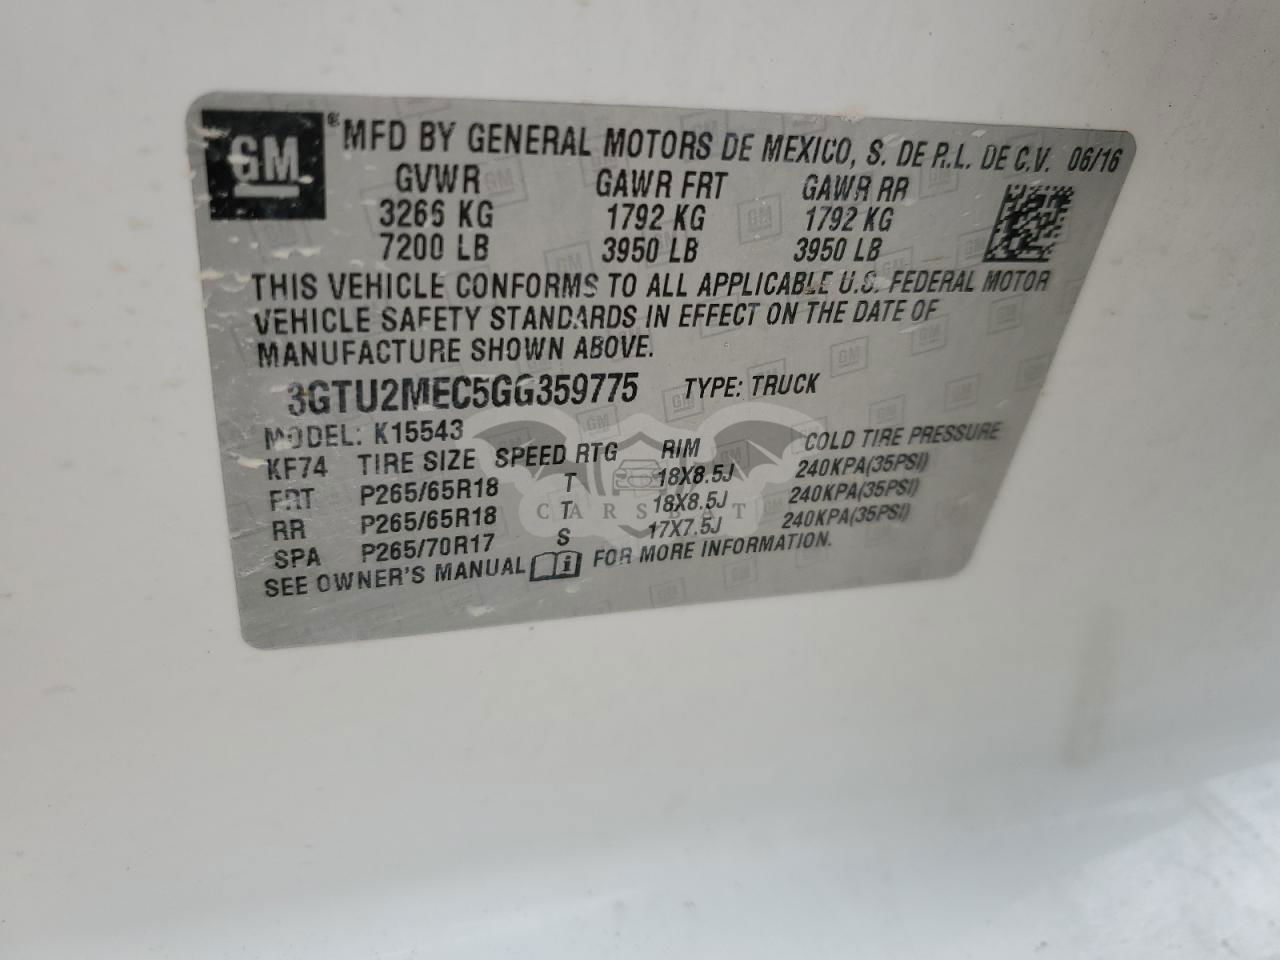 GM ® MFD BY GENERAL MOTORS DE MEXICO, S. DE R.L. DE C.V. 06/16
GVWR GAWR FRT GAWR RR
3266 KG 1792 KG 1792 KG
7200 LB 3950 LB 3950 LB
THIS VEHICLE CONFORMS TO ALL APPLICABLE U.S. FEDERAL MOTOR
VEHICLE SAFETY STANDARDS IN EFFECT ON THE DATE OF
MANUFACTURE SHOWN ABOVE.
3GTU2MEC5GG359775 TYPE: TRUCK
MODEL: K15543
KF74 TIRE SIZE SPEED RTG RIM COLD TIRE PRESSURE
FRT P265/65R18 T 18X8.5J 240KPA(35PSI)
RR P265/65R18 T 18X8.5J 240KPA(35PSI)
SPA P265/70R17 S 17X7.5J 240KPA(35PSI)
SEE OWNER'S MANUAL i FOR MORE INFORMATION.
CARSBAT